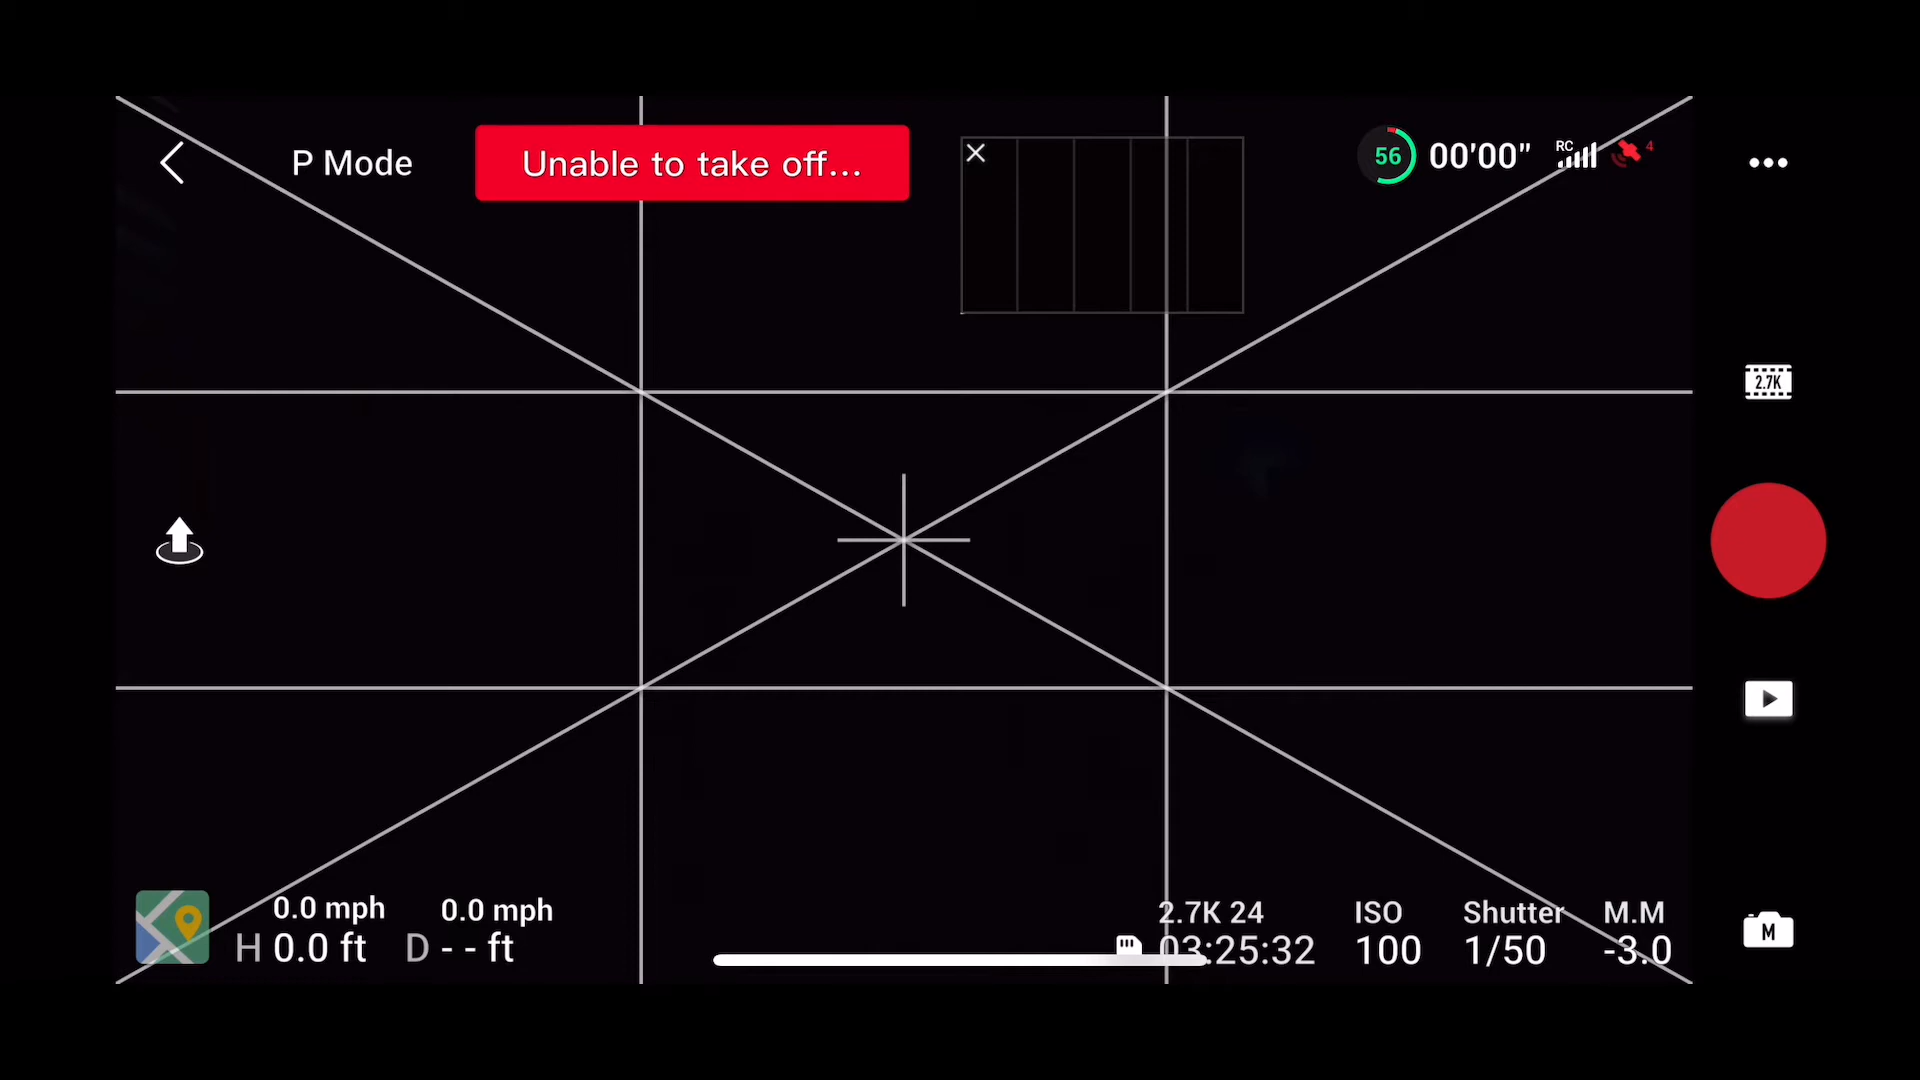 P Mode
Unable to take off...
56
00'00"
RC
4
2.7K
0.0 mph
0.0 mph
H 0.0 ft
D - - ft
2.7K 24
03:25:32
ISO
100
Shutter
1/50
M.M
-3.0
M